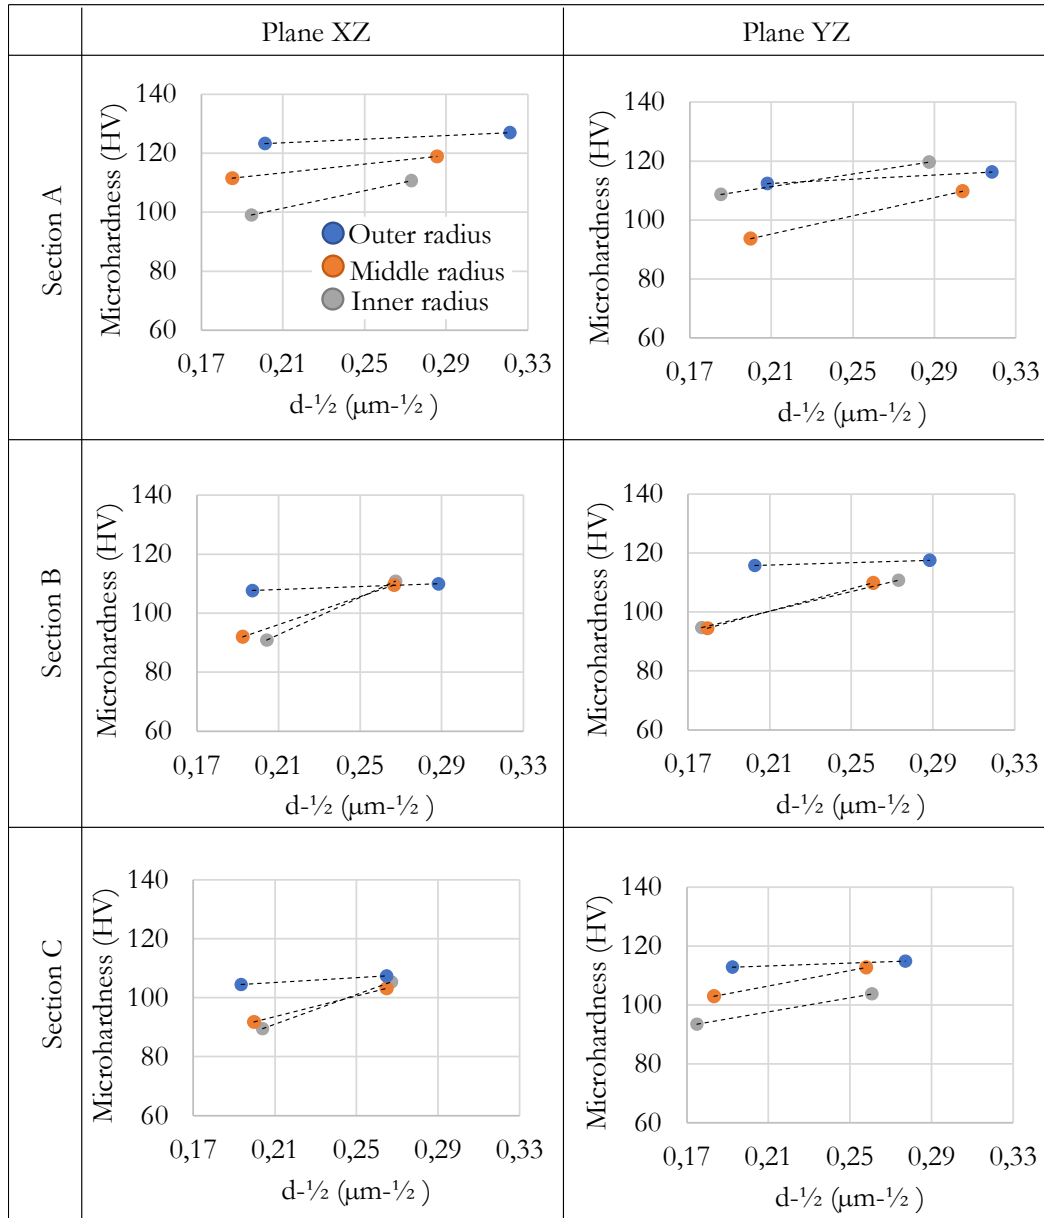 Plane XZ
Plane YZ
Section A
Microhardness (HV)
140
120
100
80
60
0,17 0,21 0,25 0,29 0,33
d-½ (μm-½ )
Outer radius
Middle radius
Inner radius
Microhardness (HV)
140
120
100
80
60
0,17 0,21 0,25 0,29 0,33
d-½ (μm-½ )
Section B
Microhardness (HV)
140
120
100
80
60
0,17 0,21 0,25 0,29 0,33
d-½ (μm-½ )
Microhardness (HV)
140
120
100
80
60
0,17 0,21 0,25 0,29 0,33
d-½ (μm-½ )
Section C
Microhardness (HV)
140
120
100
80
60
0,17 0,21 0,25 0,29 0,33
d-½ (μm-½ )
Microhardness (HV)
140
120
100
80
60
0,17 0,21 0,25 0,29 0,33
d-½ (μm-½ )